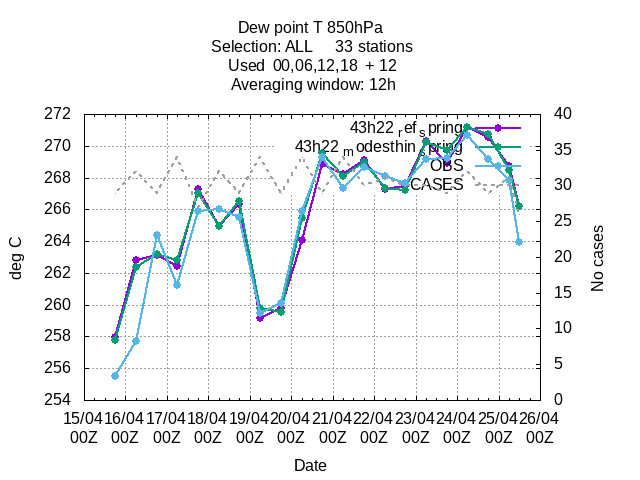 Dew point T 850hPa
Selection: ALL 33 stations
Used 00,06,12,18 + 12
Averaging window: 12h
272
270
268
266
264
262
260
258
256
254
deg C
40
35
30
25
20
15
10
5
0
No cases
43h22 ref spring
43h22 modesthin spring
OBS
CASES
15/04 16/04 17/04 18/04 19/04 20/04 21/04 22/04 23/04 24/04 25/04 26/04
00Z 00Z 00Z 00Z 00Z 00Z 00Z 00Z 00Z 00Z 00Z 00Z
Date